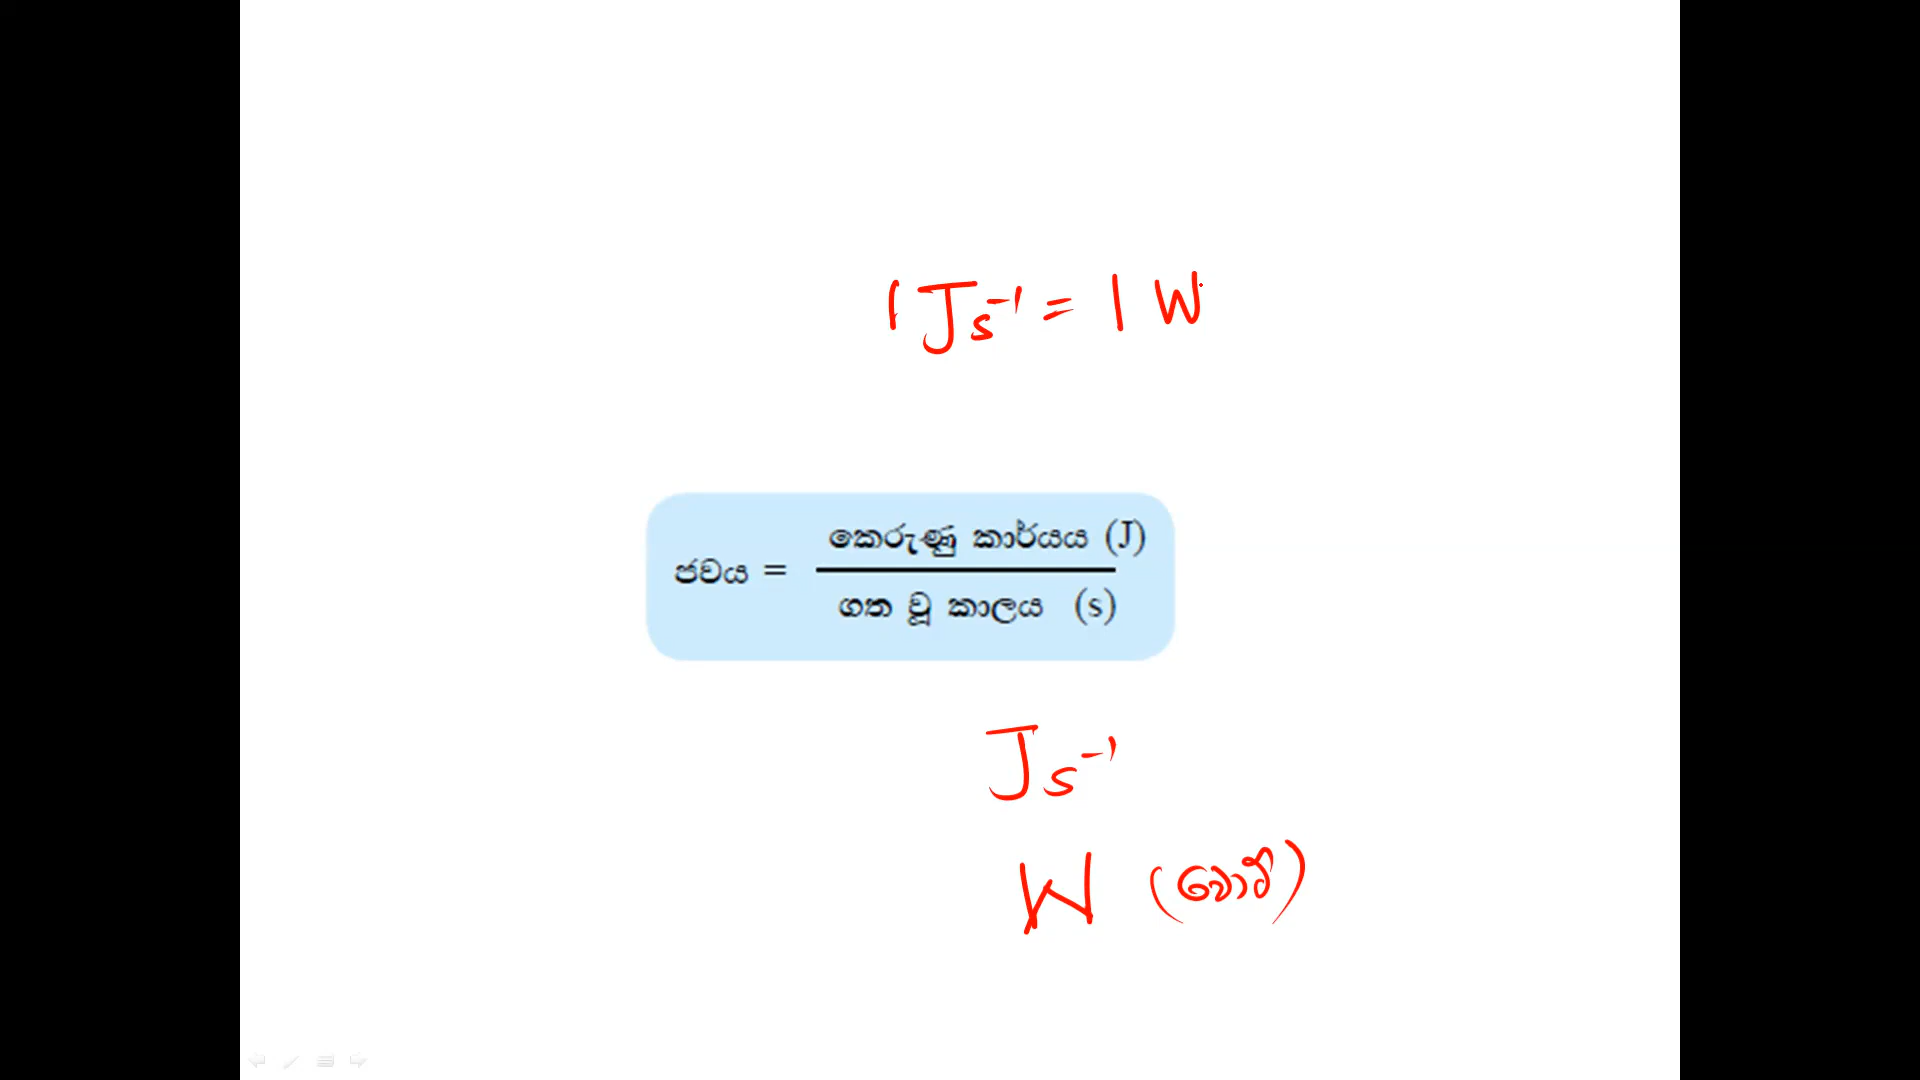 1 Js⁻¹ = 1 W
ජවය = කෙරුණු කාර්යය (J)
ගත වූ කාලය (s)
Js⁻¹
W (වොට්)